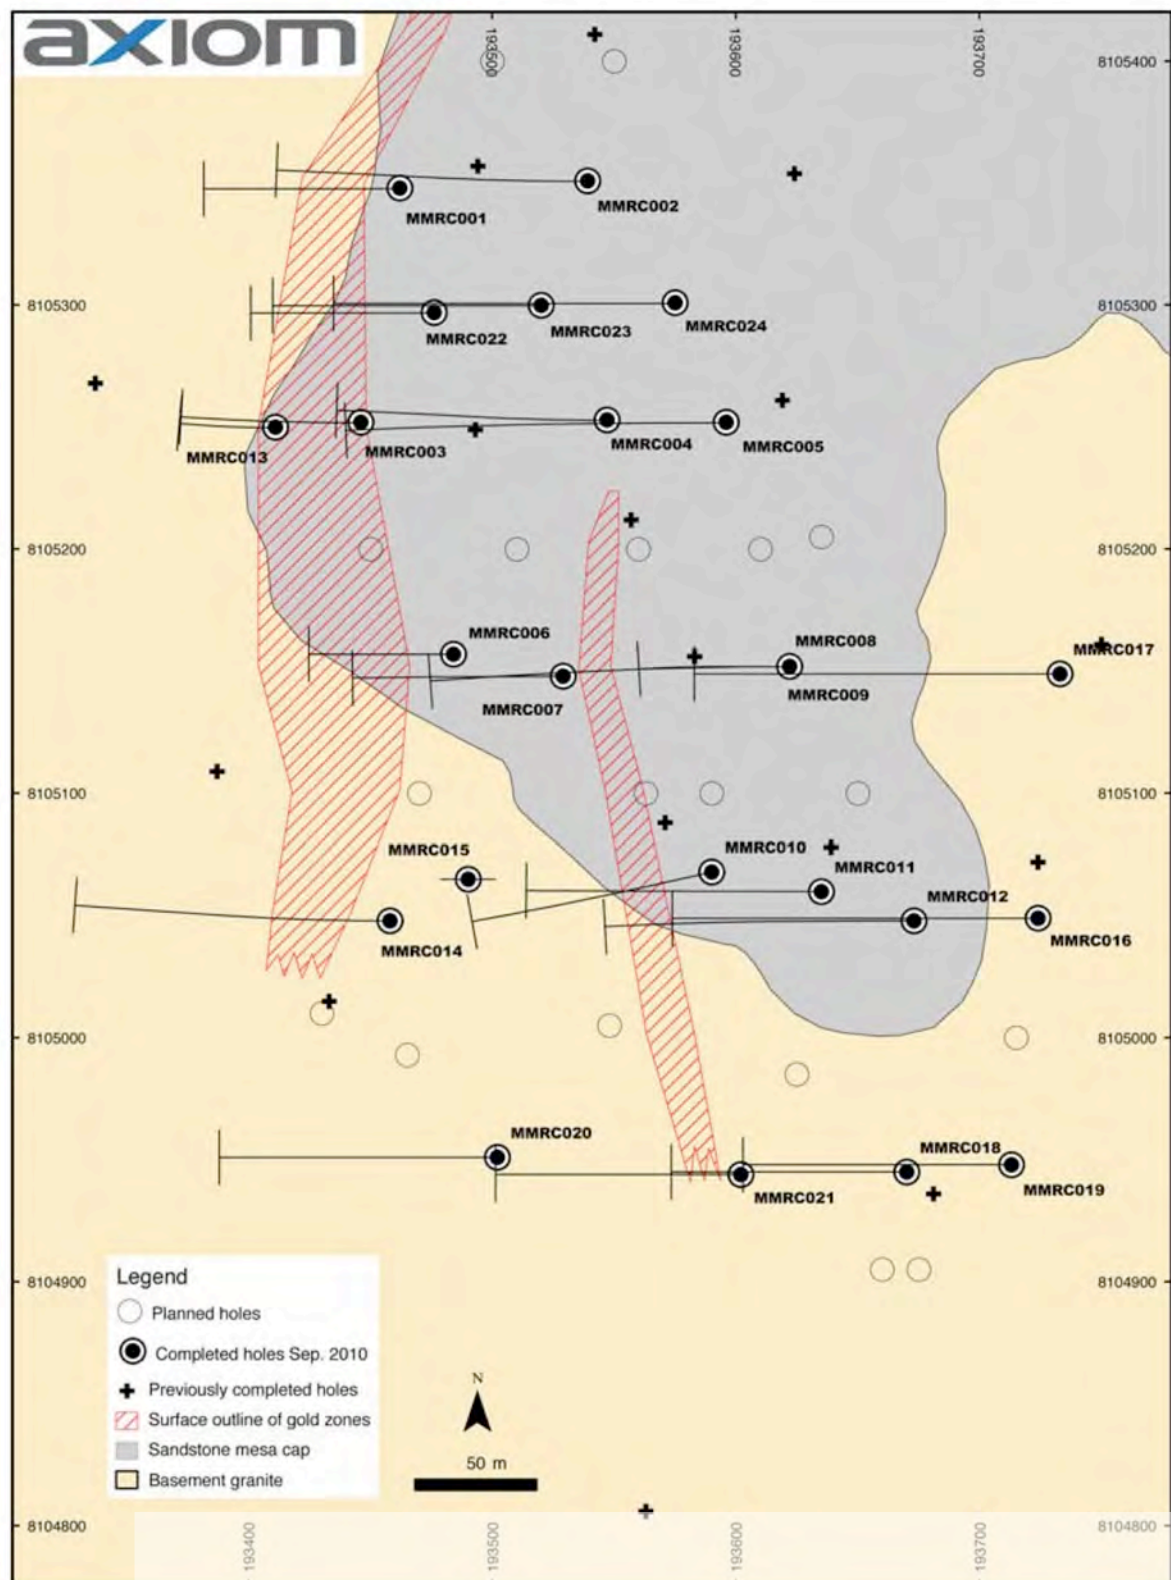 axiom
193500
193600
193700
8105400
8105400
MMRC001
MMRC002
8105300
8105300
MMRC022
MMRC023
MMRC024
MMRC013
MMRC003
MMRC004
MMRC005
8105200
8105200
MMRC006
MMRC008
MMRC017
MMRC007
MMRC009
8105100
8105100
MMRC010
MMRC015
MMRC011
MMRC012
MMRC014
MMRC016
8105000
8105000
MMRC020
MMRC018
MMRC021
MMRC019
8104900
8104900
Legend
Planned holes
Completed holes Sep. 2010
Previously completed holes
Surface outline of gold zones
Sandstone mesa cap
Basement granite
N
50 m
8104800
8104800
193400
193500
193600
193700